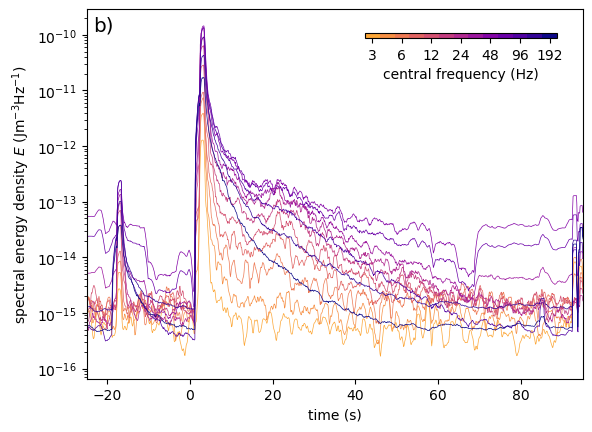 b)
3 6 12 24 48 96 192
central frequency (Hz)
spectral energy density E (Jm⁻³Hz⁻¹)
10⁻¹⁰
10⁻¹¹
10⁻¹²
10⁻¹³
10⁻¹⁴
10⁻¹⁵
10⁻¹⁶
−20 0 20 40 60 80
time (s)